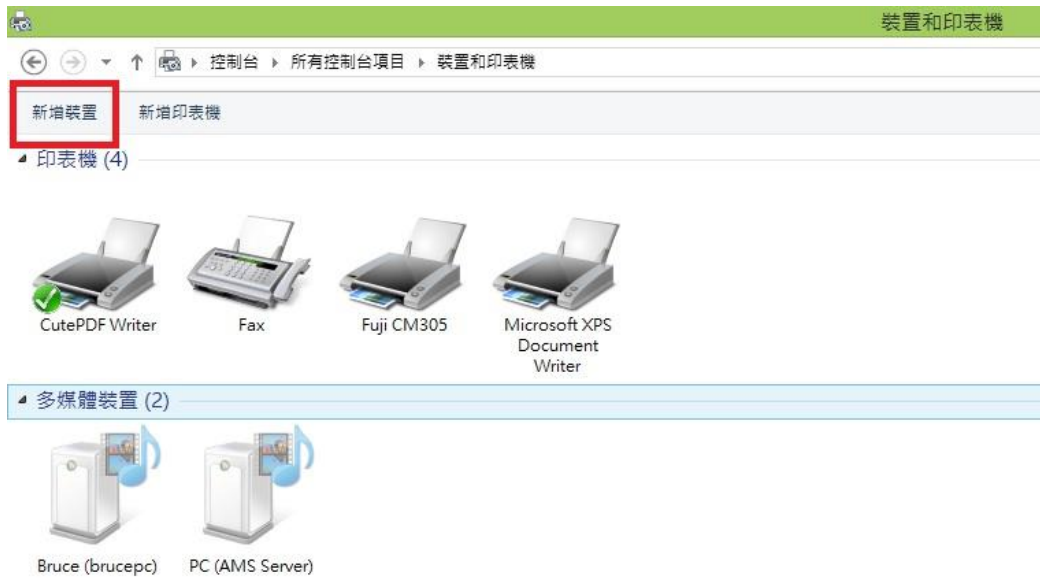 裝置和印表機
控制台 ▸ 所有控制台項目 ▸ 裝置和印表機
新增裝置 新增印表機
印表機 (4)
CutePDF Writer Fax Fuji CM305 Microsoft XPS
Document
Writer
多媒體裝置 (2)
Bruce (brucepc) PC (AMS Server)